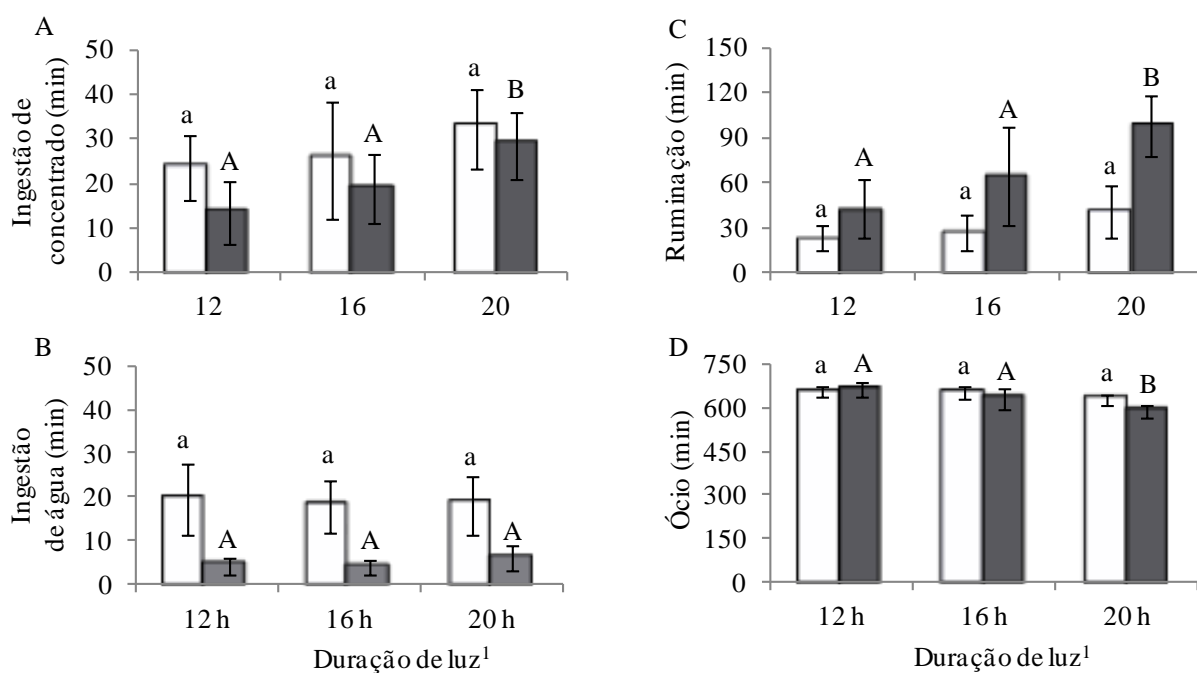 A
50
40
30
20
10
0
Ingestão de
concentrado (min)
a
A
a
A
a
B
12
16
20
C
150
120
90
60
30
0
Ruminação (min)
a
A
a
A
a
B
12
16
20
B
50
40
30
20
10
0
Ingestão
de água (min)
a
A
a
A
a
A
12 h
16 h
20 h
Duração de luz¹
D
750
600
450
300
150
0
Ócio (min)
a
A
a
A
a
B
12 h
16 h
20 h
Duração de luz¹